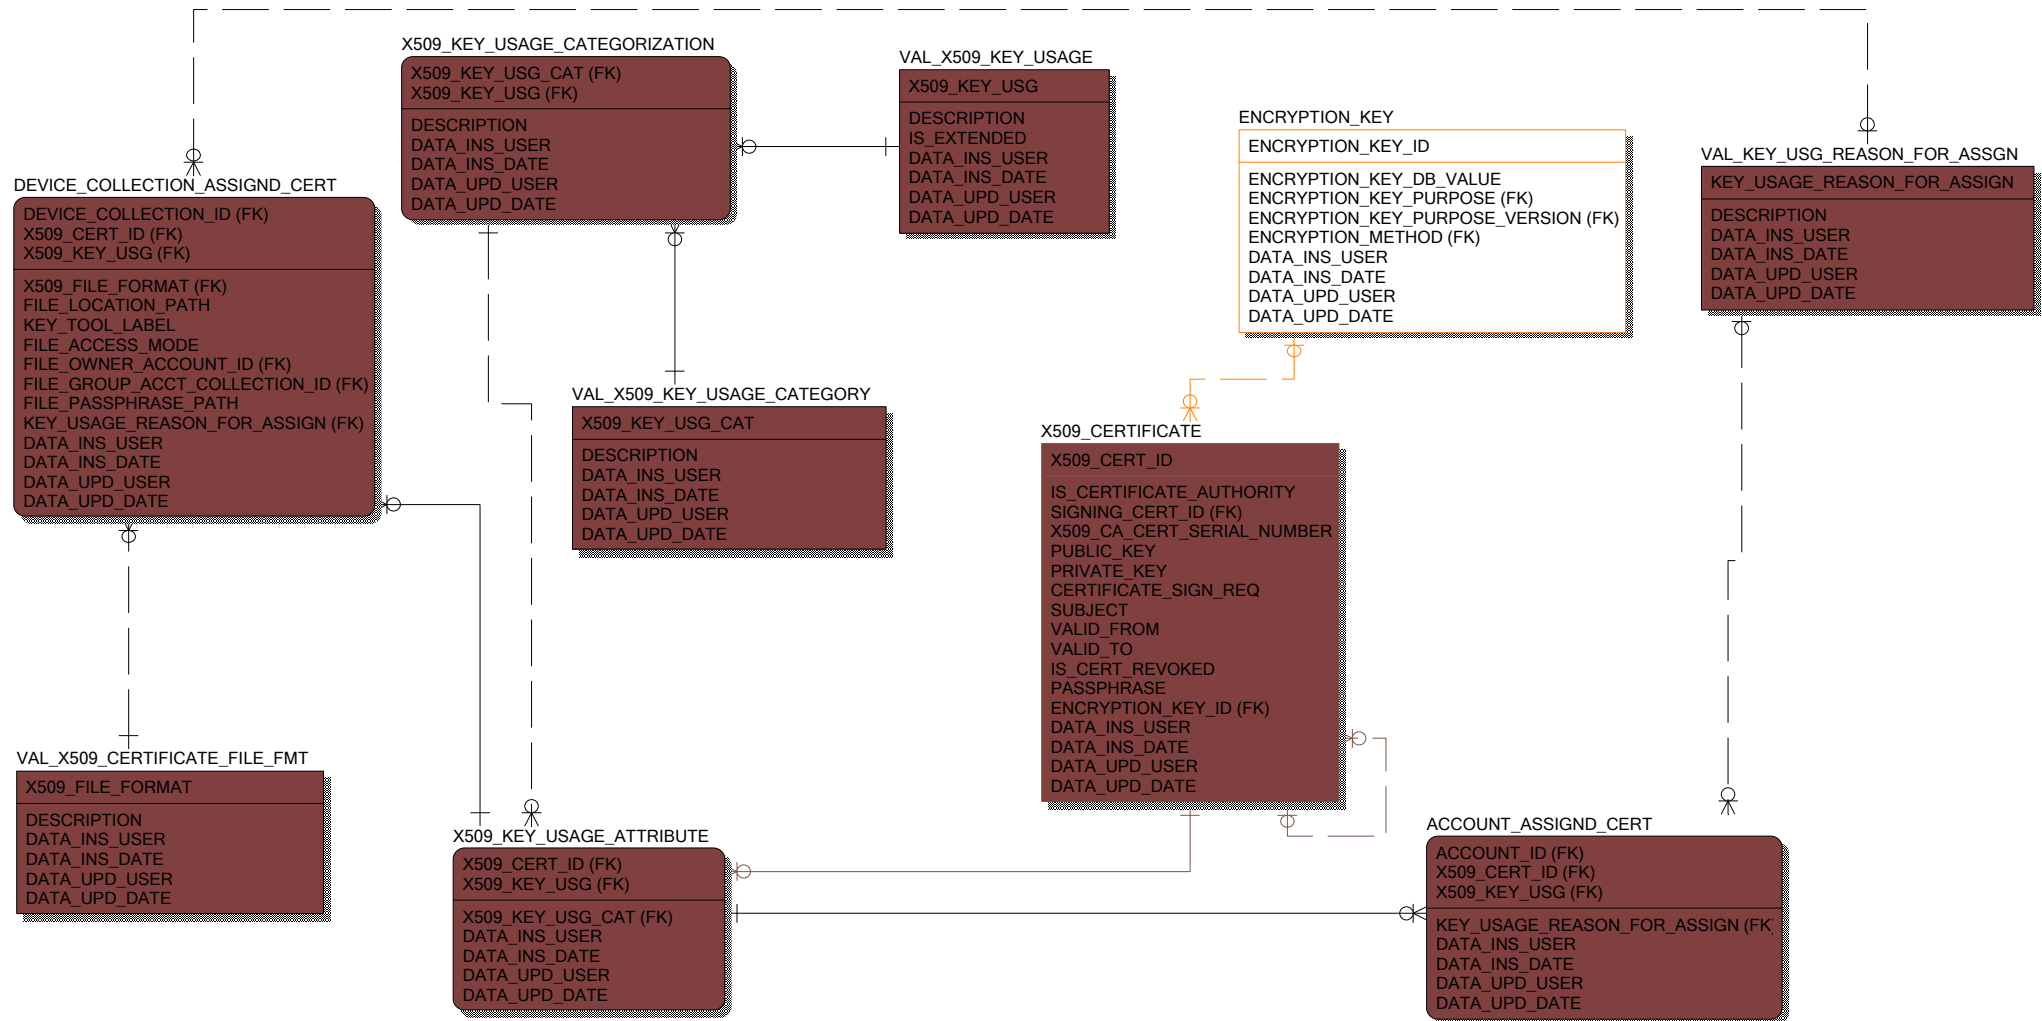 X509_KEY_USAGE_CATEGORIZATION
X509_KEY_USG_CAT (FK)
X509_KEY_USG (FK)
DESCRIPTION
DATA_INS_USER
DATA_INS_DATE
DATA_UPD_USER
DATA_UPD_DATE
VAL_X509_KEY_USAGE
X509_KEY_USG
DESCRIPTION
IS_EXTENDED
DATA_INS_USER
DATA_INS_DATE
DATA_UPD_USER
DATA_UPD_DATE
ENCRYPTION_KEY
ENCRYPTION_KEY_ID
ENCRYPTION_KEY_DB_VALUE
ENCRYPTION_KEY_PURPOSE (FK)
ENCRYPTION_KEY_PURPOSE_VERSION (FK)
ENCRYPTION_METHOD (FK)
DATA_INS_USER
DATA_INS_DATE
DATA_UPD_USER
DATA_UPD_DATE
VAL_KEY_USG_REASON_FOR_ASSGN
KEY_USAGE_REASON_FOR_ASSIGN
DESCRIPTION
DATA_INS_USER
DATA_INS_DATE
DATA_UPD_USER
DATA_UPD_DATE
DEVICE_COLLECTION_ASSIGND_CERT
DEVICE_COLLECTION_ID (FK)
X509_CERT_ID (FK)
X509_KEY_USG (FK)
X509_FILE_FORMAT (FK)
FILE_LOCATION_PATH
KEY_TOOL_LABEL
FILE_ACCESS_MODE
FILE_OWNER_ACCOUNT_ID (FK)
FILE_GROUP_ACCT_COLLECTION_ID (FK)
FILE_PASSPHRASE_PATH
KEY_USAGE_REASON_FOR_ASSIGN (FK)
DATA_INS_USER
DATA_INS_DATE
DATA_UPD_USER
DATA_UPD_DATE
VAL_X509_KEY_USAGE_CATEGORY
X509_KEY_USG_CAT
DESCRIPTION
DATA_INS_USER
DATA_INS_DATE
DATA_UPD_USER
DATA_UPD_DATE
X509_CERTIFICATE
X509_CERT_ID
IS_CERTIFICATE_AUTHORITY
SIGNING_CERT_ID (FK)
X509_CA_CERT_SERIAL_NUMBER
PUBLIC_KEY
PRIVATE_KEY
CERTIFICATE_SIGN_REQ
SUBJECT
VALID_FROM
VALID_TO
IS_CERT_REVOKED
PASSPHRASE
ENCRYPTION_KEY_ID (FK)
DATA_INS_USER
DATA_INS_DATE
DATA_UPD_USER
DATA_UPD_DATE
VAL_X509_CERTIFICATE_FILE_FMT
X509_FILE_FORMAT
DESCRIPTION
DATA_INS_USER
DATA_INS_DATE
DATA_UPD_USER
DATA_UPD_DATE
X509_KEY_USAGE_ATTRIBUTE
X509_CERT_ID (FK)
X509_KEY_USG (FK)
X509_KEY_USG_CAT (FK)
DATA_INS_USER
DATA_INS_DATE
DATA_UPD_USER
DATA_UPD_DATE
ACCOUNT_ASSIGND_CERT
ACCOUNT_ID (FK)
X509_CERT_ID (FK)
X509_KEY_USG (FK)
KEY_USAGE_REASON_FOR_ASSIGN (FK)
DATA_INS_USER
DATA_INS_DATE
DATA_UPD_USER
DATA_UPD_DATE